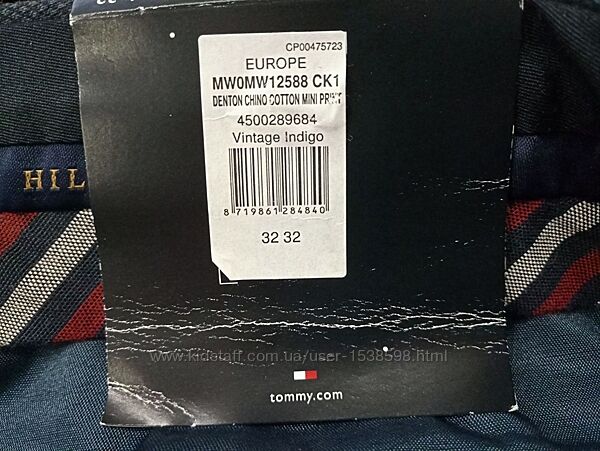 CP00475723
EUROPE
MW0MW12588 CK1
DENTON CHINO COTTON MINI PRINT
4500289684
Vintage Indigo
8 719861 284840
32 32
HIL
www.kidstaff.com.ua/user-1538598.html
tommy.com